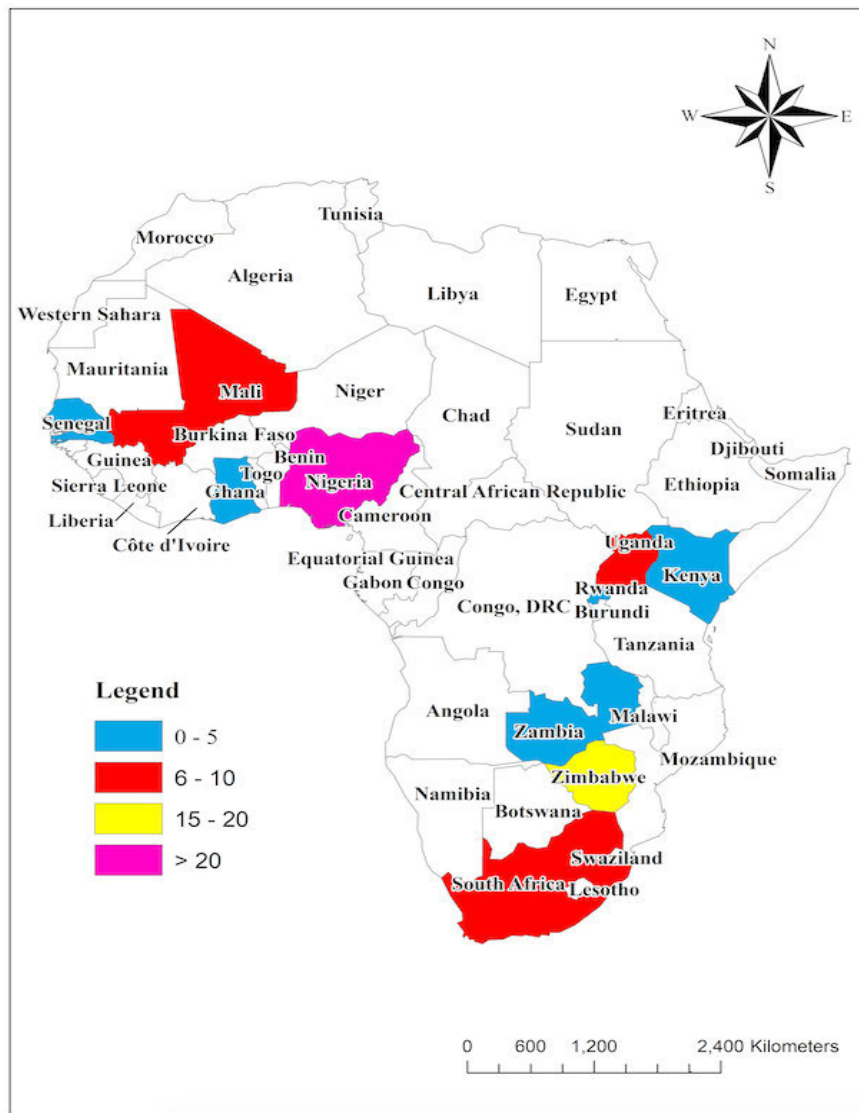 N
W E
S
Tunisia
Morocco
Algeria
Libya
Egypt
Western Sahara
Mauritania
Mali
Niger
Senegal
Burkina Faso
Chad
Sudan
Eritrea
Djibouti
Guinea
Benin
Togo
Nigeria
Somalia
Sierra Leone
Ghana
Central African Republic
Ethiopia
Liberia
Côte d'Ivoire
Cameroon
Equatorial Guinea
Uganda
Kenya
Gabon
Congo
Rwanda
Congo, DRC
Burundi
Tanzania
Legend
0 - 5
6 - 10
15 - 20
> 20
Angola
Malawi
Zambia
Mozambique
Zimbabwe
Namibia
Botswana
Swaziland
South Africa
Lesotho
0 600 1,200 2,400 Kilometers